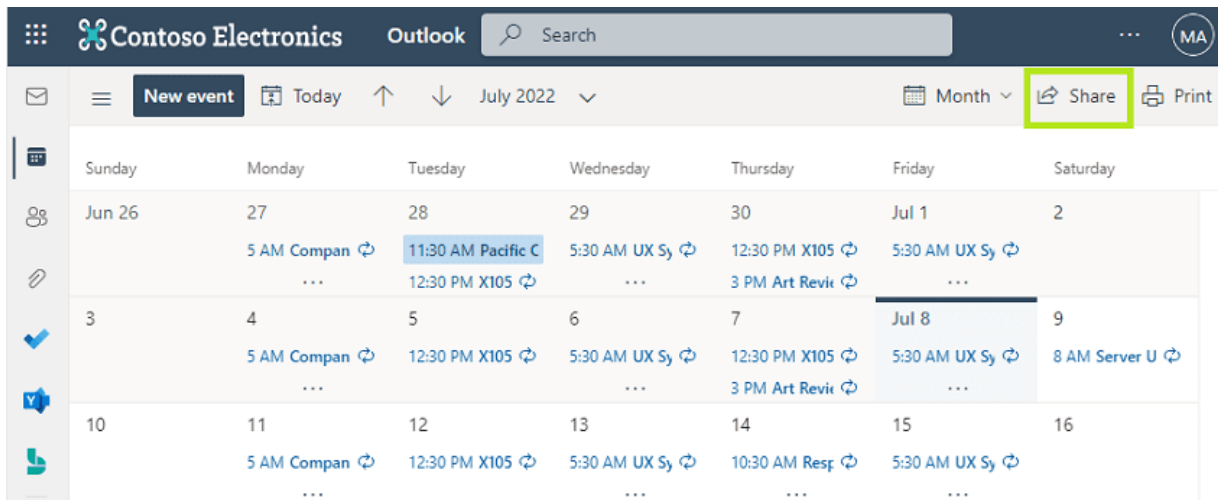 Contoso Electronics Outlook Search ... MA
New event Today July 2022 Month Share Print
Sunday Monday Tuesday Wednesday Thursday Friday Saturday
Jun 26 27 28 29 30 Jul 1 2
5 AM Compan 11:30 AM Pacific C 5:30 AM UX Sy 12:30 PM X105 5:30 AM UX Sy
... 12:30 PM X105 ... 3 PM Art Revie ...
3 4 5 6 7 Jul 8 9
5 AM Compan 12:30 PM X105 5:30 AM UX Sy 12:30 PM X105 5:30 AM UX Sy 8 AM Server U
... ... 3 PM Art Revie ...
10 11 12 13 14 15 16
5 AM Compan 12:30 PM X105 5:30 AM UX Sy 10:30 AM Resp 5:30 AM UX Sy
... ... ... ...